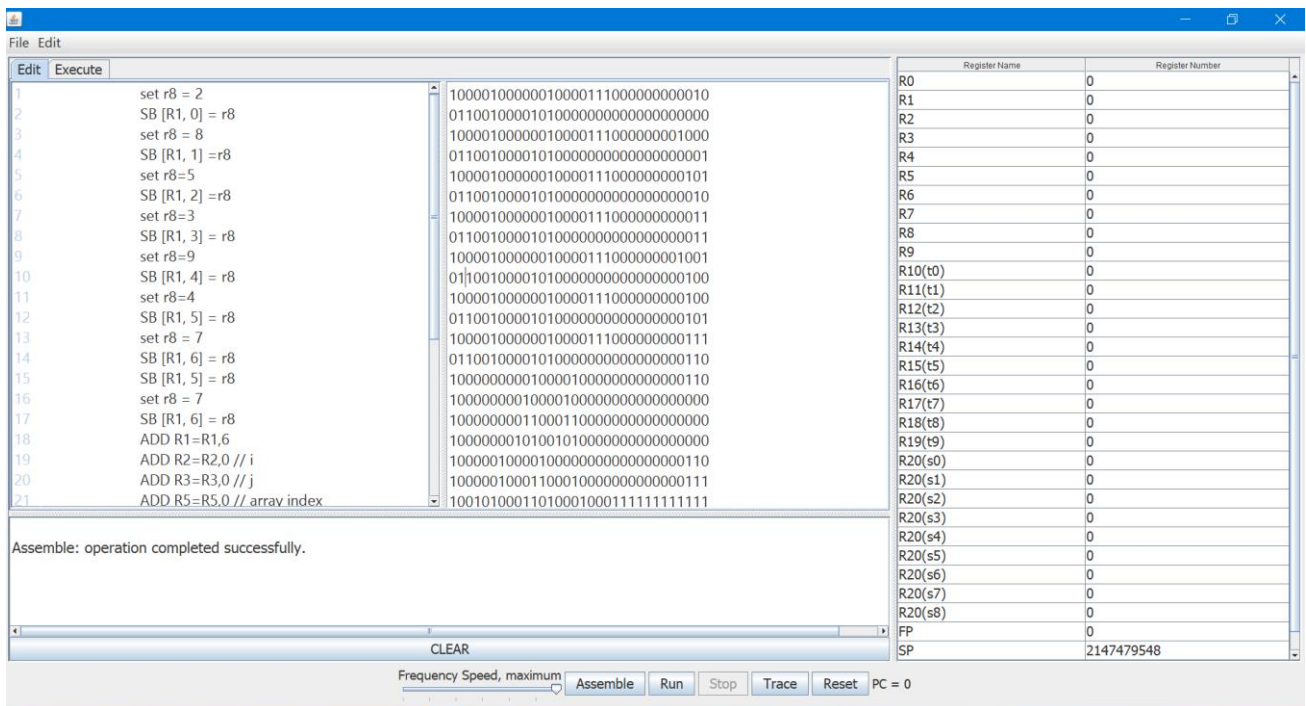 File Edit
Edit Execute
1 set r8 = 2
2 SB [R1, 0] = r8
3 set r8 = 8
4 SB [R1, 1] =r8
5 set r8=5
6 SB [R1, 2] =r8
7 set r8=3
8 SB [R1, 3] = r8
9 set r8=9
10 SB [R1, 4] = r8
11 set r8=4
12 SB [R1, 5] = r8
13 set r8 = 7
14 SB [R1, 6] = r8
15 SB [R1, 5] = r8
16 set r8 = 7
17 SB [R1, 6] = r8
18 ADD R1=R1,6
19 ADD R2=R2,0 // i
20 ADD R3=R3,0 // j
21 ADD R5=R5,0 // array index
10000100000010000111000000000010
01100100001010000000000000000000
10000100000010000111000000001000
01100100001010000000000000000001
10000100000010000111000000000101
01100100001010000000000000000010
10000100000010000111000000000011
01100100001010000000000000000011
10000100000010000111000000001001
01100100001010000000000000000100
10000100000010000111000000000100
01100100001010000000000000000101
10000100000010000111000000000111
01100100001010000000000000000110
10000000001000010000000000000110
10000000010000100000000000000000
10000000011000110000000000000000
10000000101001010000000000000000
10000010000100000000000000000110
10000010001100010000000000000111
10010100011010001000111111111111
Assemble: operation completed successfully.
CLEAR
Register Name Register Number
R0 0
R1 0
R2 0
R3 0
R4 0
R5 0
R6 0
R7 0
R8 0
R9 0
R10(t0) 0
R11(t1) 0
R12(t2) 0
R13(t3) 0
R14(t4) 0
R15(t5) 0
R16(t6) 0
R17(t7) 0
R18(t8) 0
R19(t9) 0
R20(s0) 0
R20(s1) 0
R20(s2) 0
R20(s3) 0
R20(s4) 0
R20(s5) 0
R20(s6) 0
R20(s7) 0
R20(s8) 0
FP 0
SP 2147479548
Frequency Speed, maximum Assemble Run Stop Trace Reset PC = 0